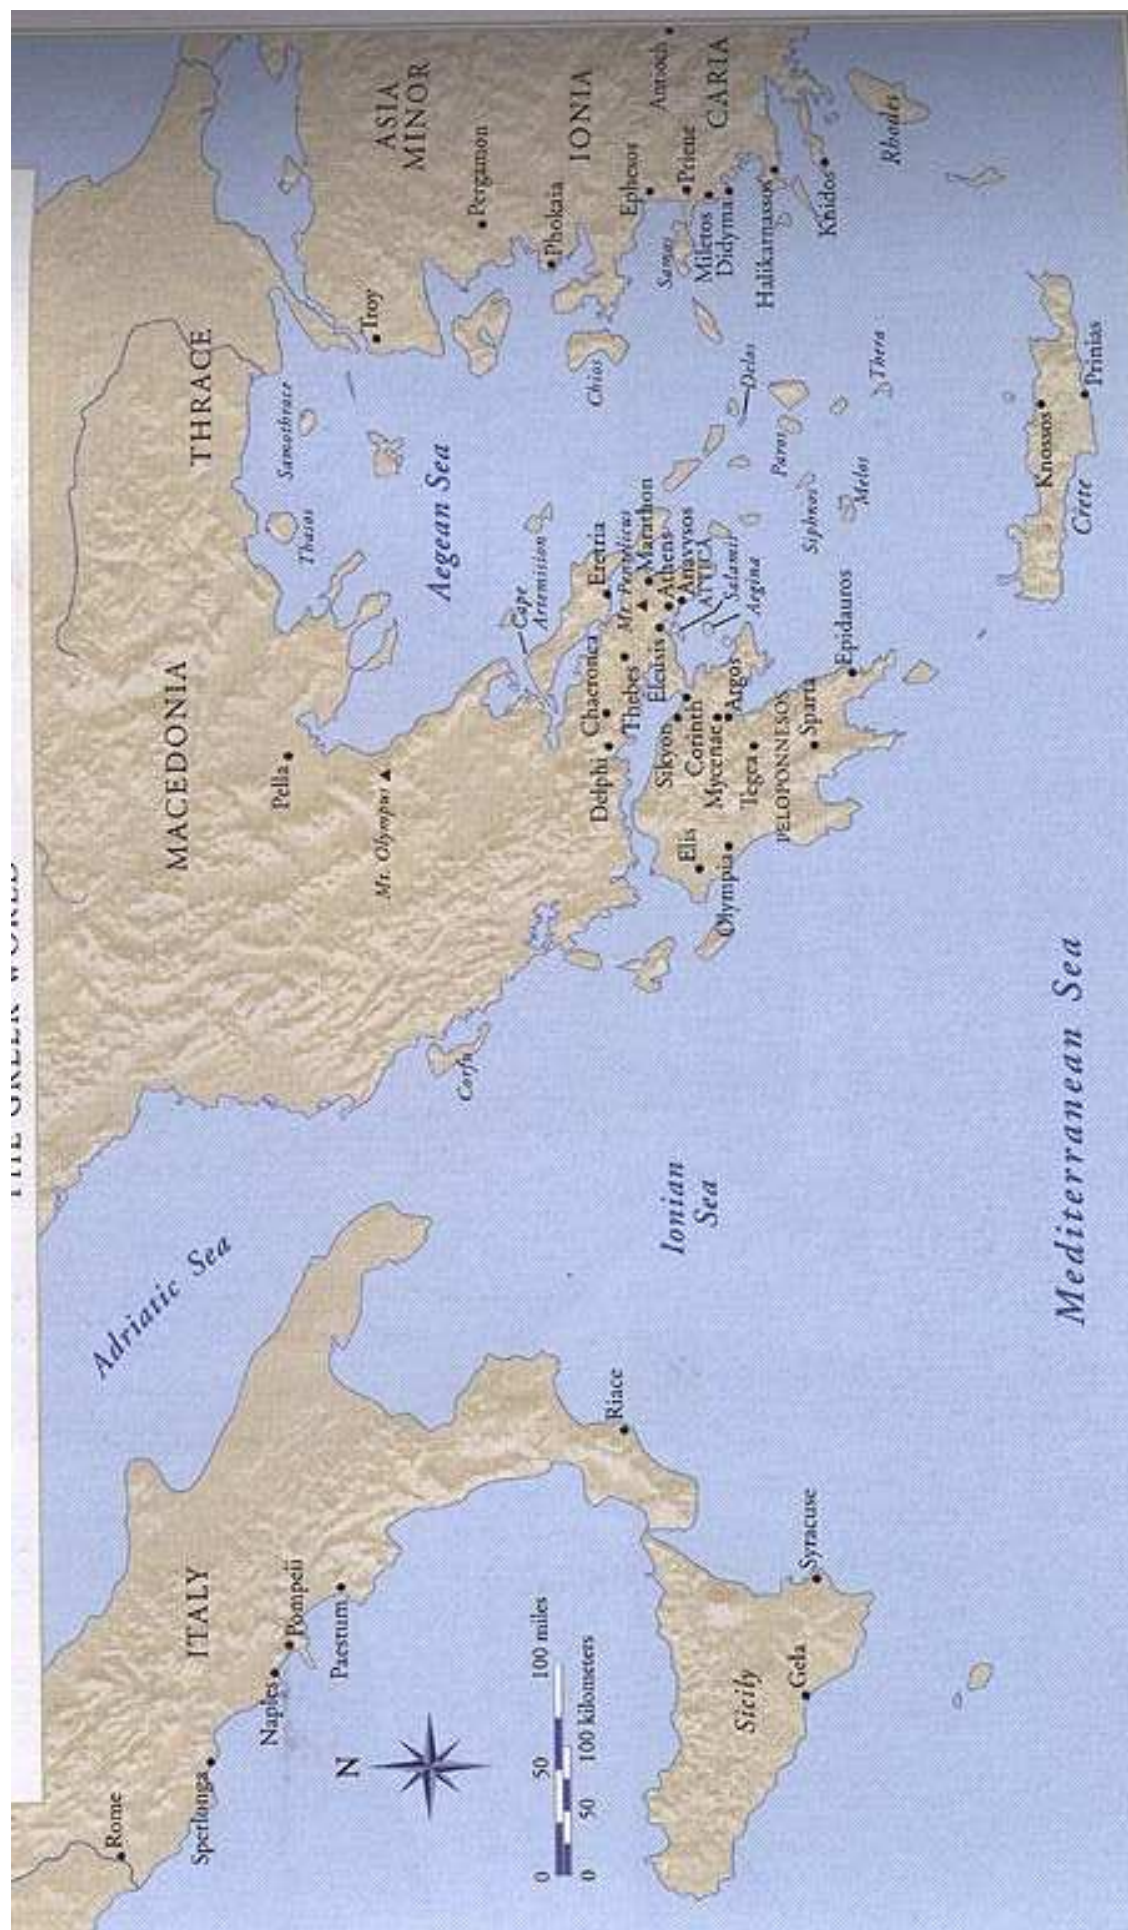 THE GREEK WORLD
Adriatic Sea
MACEDONIA
THRACE
ITALY
Rome
Sperlonga
Naples
Pompeii
Paestum
N
0 50 100 miles
0 50 100 kilometers
Sicily
Gela
Syracuse
Riace
Ionian
Sea
Mediterranean Sea
Corfu
Pella
Mt. Olympus
Thasos
Samothrace
Aegean Sea
Troy
ASIA
MINOR
Pergamon
Phokaia
IONIA
Chios
Ephesos
Antioch
Samos
Priene
CARIA
Miletos
Didyma
Halikarnassos
Knidos
Rhodes
Cape
Artemision
Eretria
Chaeronea
Delphi
Thebes
Marathon
Eleusis
Athens
Anavysos
ATTICA
Salamis
Aegina
Sikyon
Corinth
Mycenae
Argos
Tegea
Elis
Olympia
PELOPONNESOS
Sparta
Epidauros
Delos
Paros
Siphnos
Melos
Thera
Knossos
Crete
Prinias